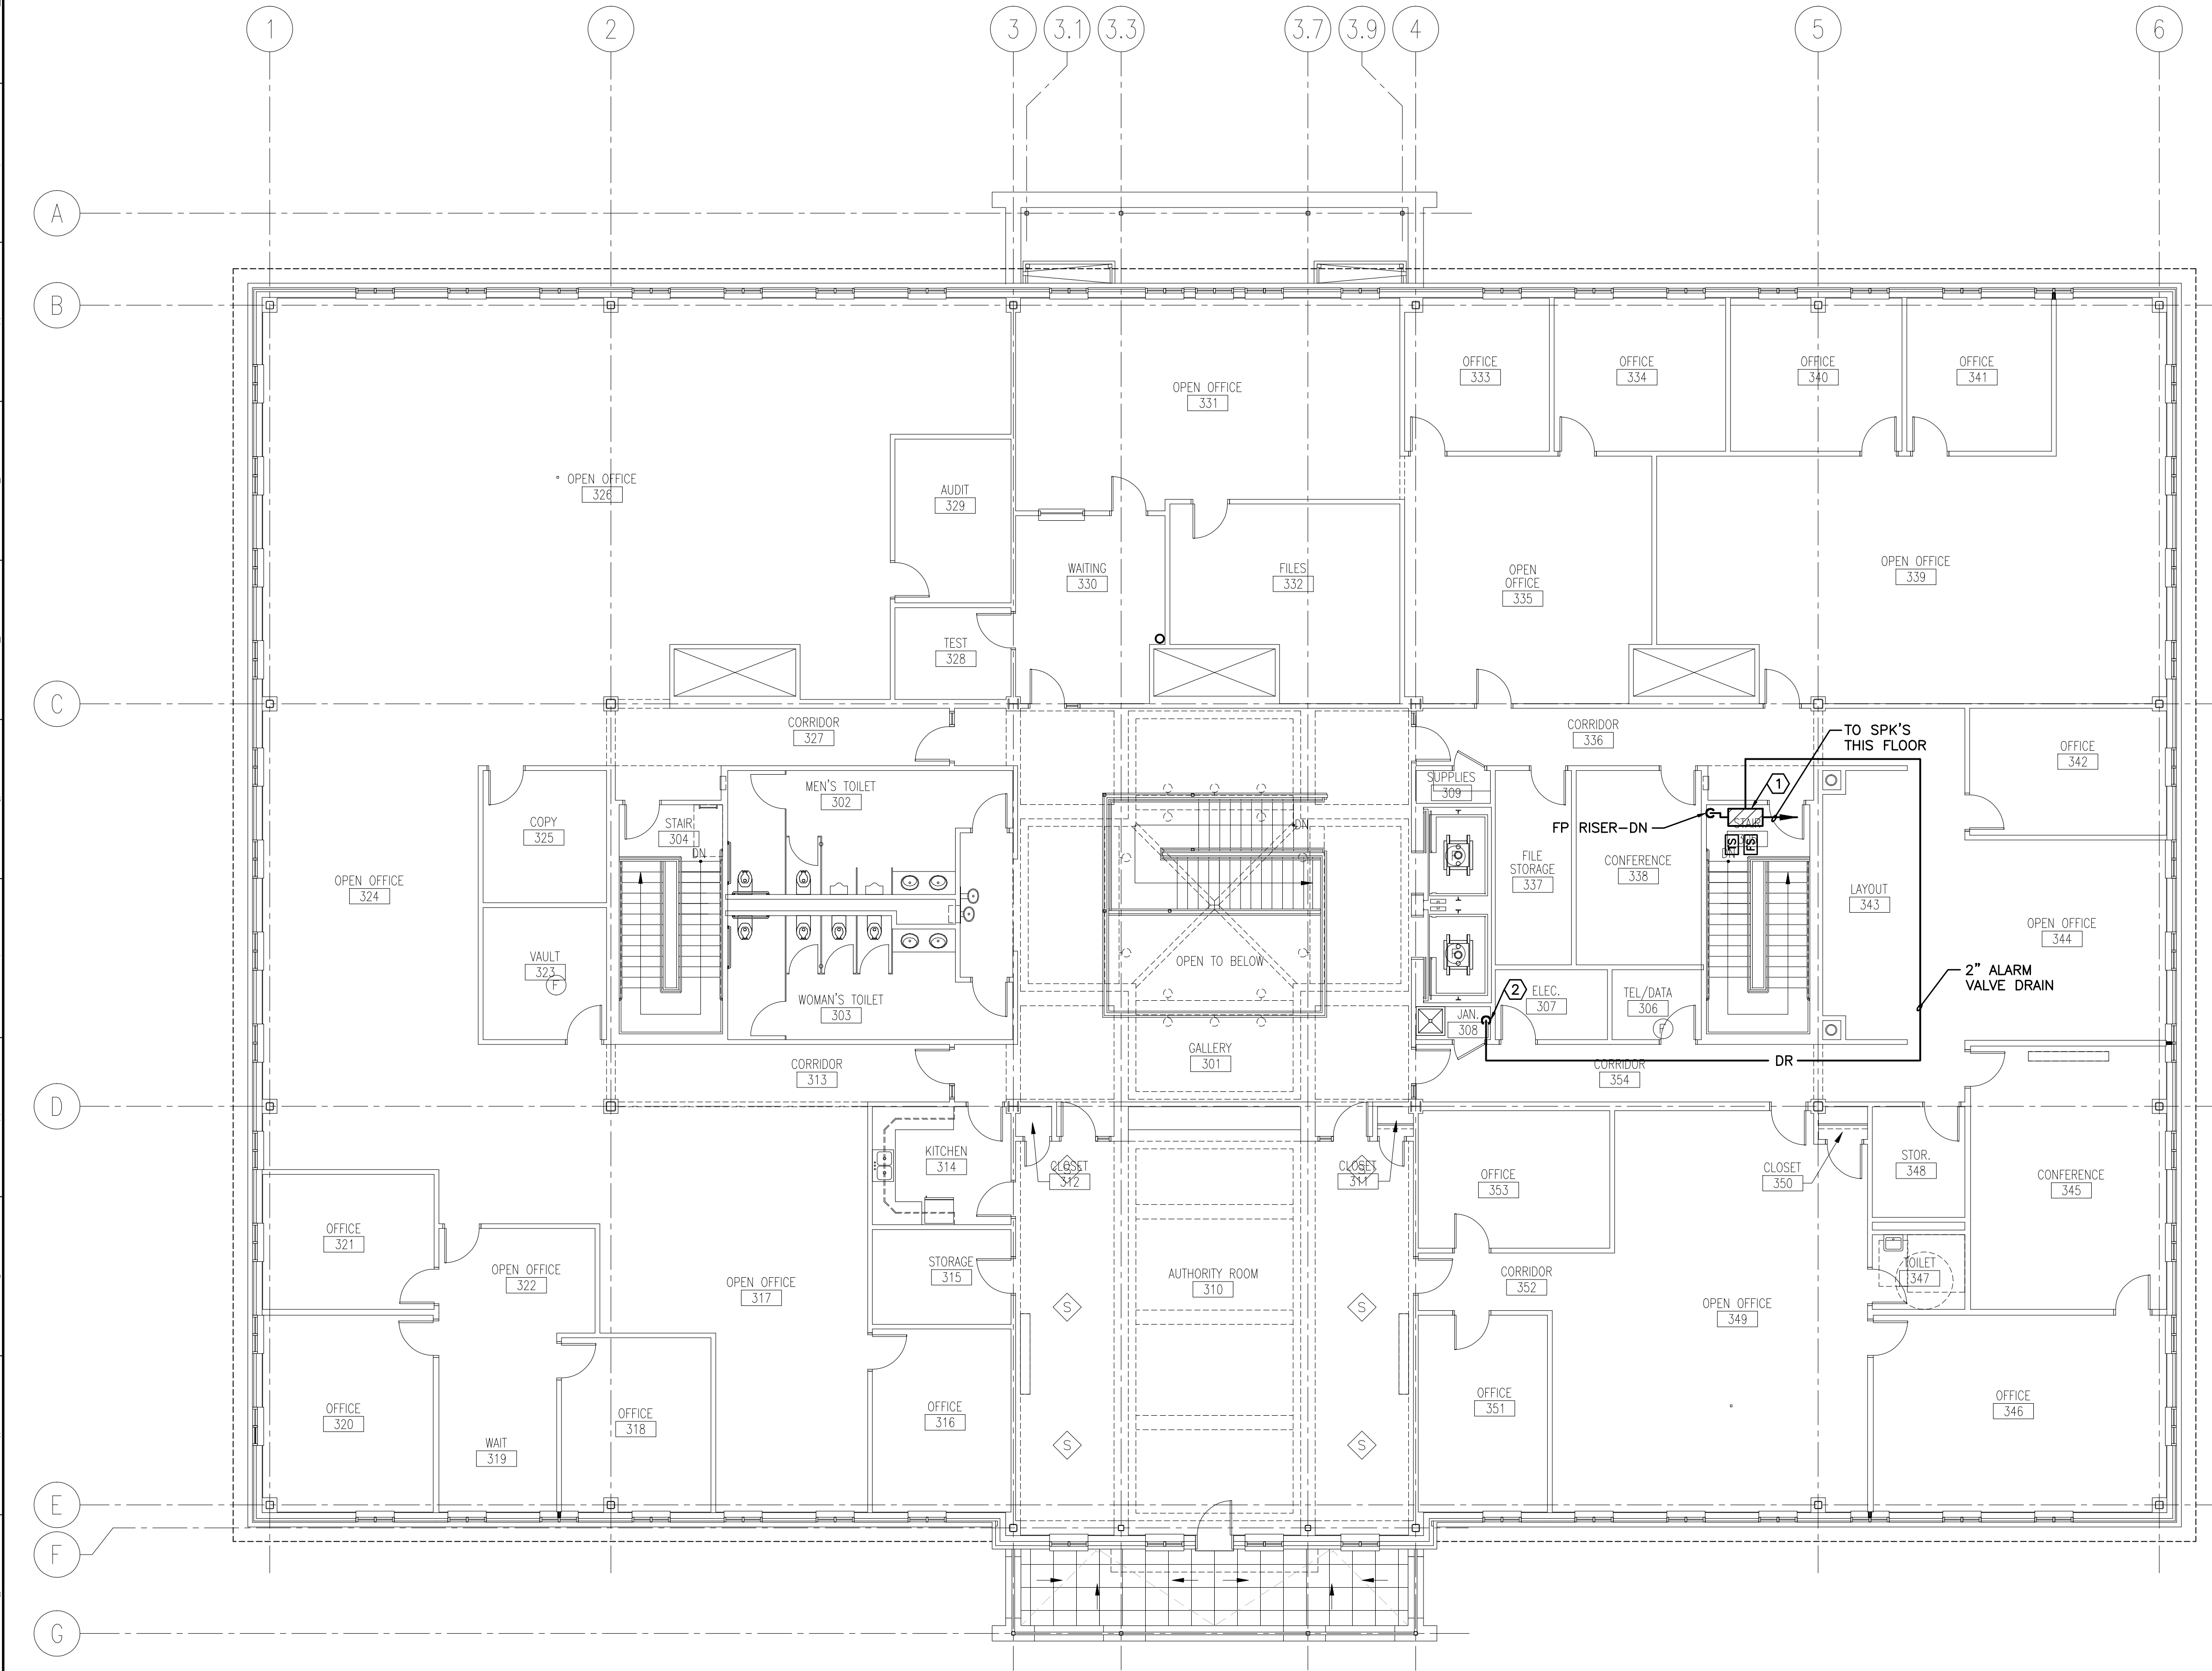 1
2
3
3.1
3.3
3.7
3.9
4
5
6
A
B
OFFICE
333
OFFICE
334
OFFICE
340
OFFICE
341
OPEN OFFICE
331
OPEN OFFICE
326
AUDIT
329
WAITING
330
FILES
332
OPEN
OFFICE
335
OPEN OFFICE
339
TEST
328
C
CORRIDOR
327
CORRIDOR
336
TO SPK'S
THIS FLOOR
OFFICE
342
MEN'S TOILET
302
SUPPLIES
309
1
COPY
325
STAIR
304
DN
DN
FP RISER-DN
STAIR
TS
FS
DN
FILE
STORAGE
337
CONFERENCE
338
LAYOUT
343
OPEN OFFICE
324
OPEN OFFICE
344
VAULT
323
F
OPEN TO BELOW
WOMAN'S TOILET
303
2
ELEC.
307
TEL/DATA
306
F
JAN.
308
2" ALARM
VALVE DRAIN
GALLERY
301
CORRIDOR
313
CORRIDOR
354
DR
D
KITCHEN
314
CLOSET
312
S
CLOSET
311
S
OFFICE
353
CLOSET
350
STOR.
348
CONFERENCE
345
OFFICE
321
OPEN OFFICE
322
OPEN OFFICE
317
STORAGE
315
AUTHORITY ROOM
310
CORRIDOR
352
OPEN OFFICE
349
TOILET
347
S
S
OFFICE
320
WAIT
319
OFFICE
318
OFFICE
316
OFFICE
351
OFFICE
346
S
S
E
F
G